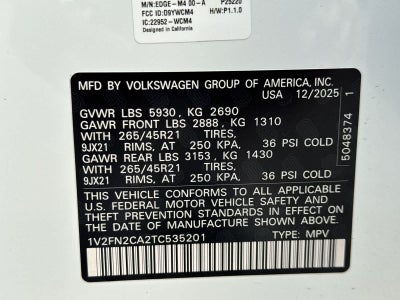 M/N:EDGE-M4 00-A P25220
FCC ID:O9YWCM4 H/W:P1.1.0
IC:22952-WCM4
Designed in California
MFD. BY VOLKSWAGEN GROUP OF AMERICA, INC.
USA 12/2025
GVWR LBS 5930, KG 2690
GAWR FRONT LBS 2888, KG 1310
WITH 265/45R21 TIRES,
9JX21 RIMS, AT 250 KPA, 36 PSI COLD
GAWR REAR LBS 3153, KG 1430
WITH 265/45R21 TIRES,
9JX21 RIMS, AT 250 KPA, 36 PSI COLD
THIS VEHICLE CONFORMS TO ALL APPLICABLE
U.S. FEDERAL MOTOR VEHICLE SAFETY AND
THEFT PREVENTION STANDARDS IN EFFECT ON
THE DATE OF MANUFACTURE SHOWN ABOVE.
1V2FN2CA2TC535201 TYPE: MPV
5048374 1